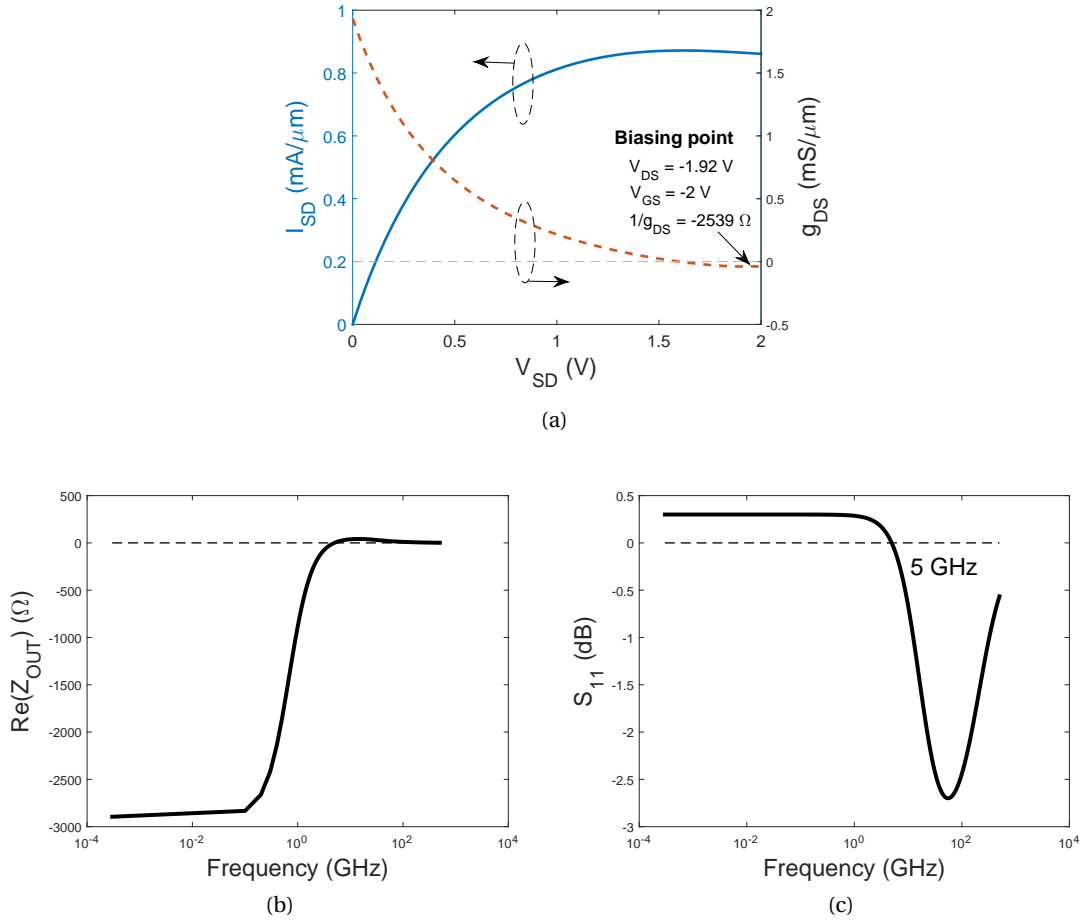 1
0.8
0.6
0.4
0.2
0
I_SD (mA/μm)
2
1.5
1
0.5
0
-0.5
g_DS (mS/μm)
Biasing point
V_DS = -1.92 V
V_GS = -2 V
1/g_DS = -2539 Ω
0 0.5 1 1.5 2
V_SD (V)
(a)
500
0
-500
-1000
-1500
-2000
-2500
-3000
Re(Z_OUT) (Ω)
10^-4 10^-2 10^0 10^2 10^4
Frequency (GHz)
(b)
0.5
0
-0.5
-1
-1.5
-2
-2.5
-3
S_11 (dB)
5 GHz
10^-4 10^-2 10^0 10^2 10^4
Frequency (GHz)
(c)